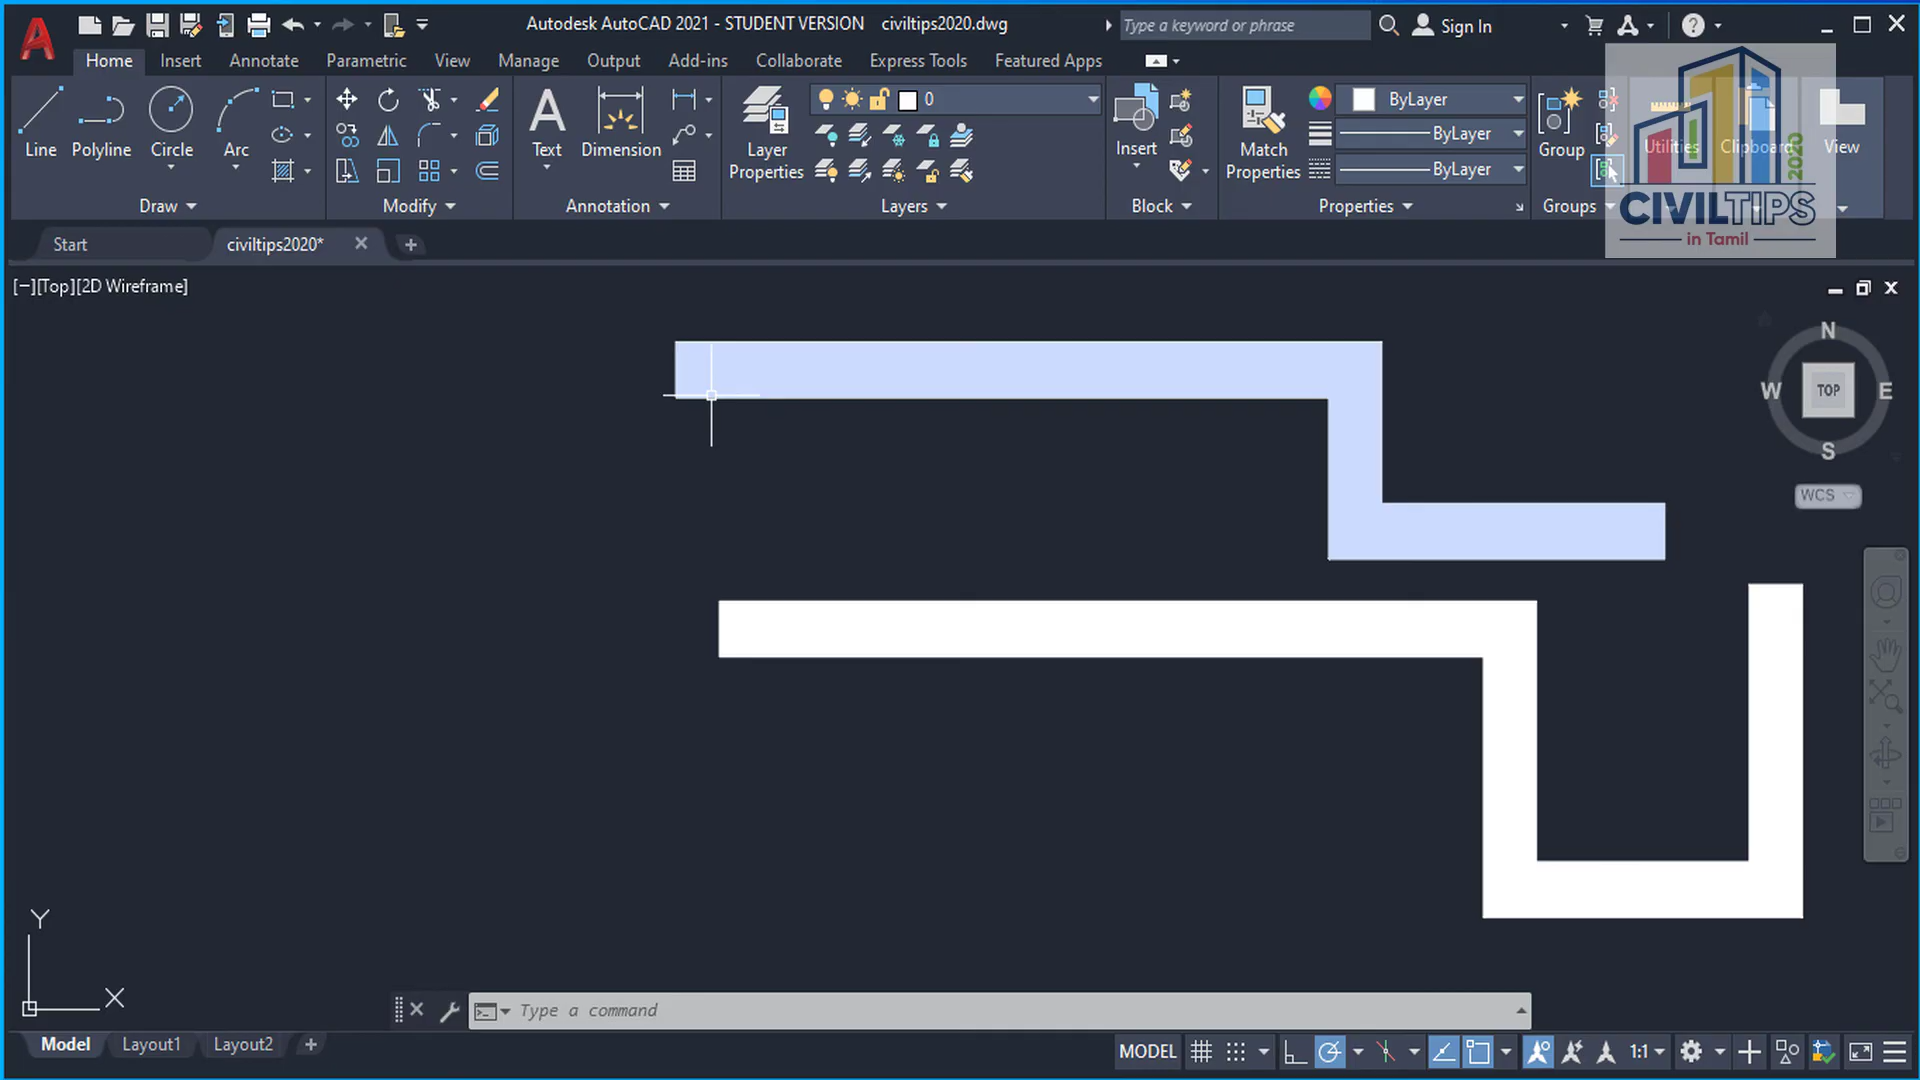 Autodesk AutoCAD 2021 - STUDENT VERSION civiltips2020.dwg
Type a keyword or phrase
Sign In
Home Insert Annotate Parametric View Manage Output Add-ins Collaborate Express Tools Featured Apps
Line Polyline Circle Arc
Text Dimension
Layer Properties
0
Insert
Match Properties
ByLayer
ByLayer
ByLayer
Group
Utilities
Clipboard
View
Draw Modify Annotation Layers Block Properties Groups
2020
CIVILTIPS
in Tamil
Start civiltips2020*
[−][Top][2D Wireframe]
N
W TOP E
S
WCS
Y
X
Type a command
Model Layout1 Layout2
MODEL 1:1